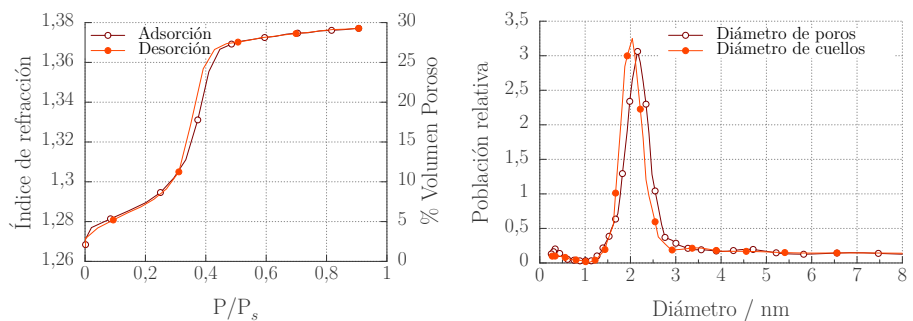 Índice de refracción
1,38
1,36
1,34
1,32
1,3
1,28
1,26
Adsorción
Desorción
30
25
20
15
10
5
0
% Volumen Poroso
0 0,2 0,4 0,6 0,8 1
P/Ps
Población relativa
3,5
3
2,5
2
1,5
1
0,5
0
Diámetro de poros
Diámetro de cuellos
0 1 2 3 4 5 6 7 8
Diámetro / nm